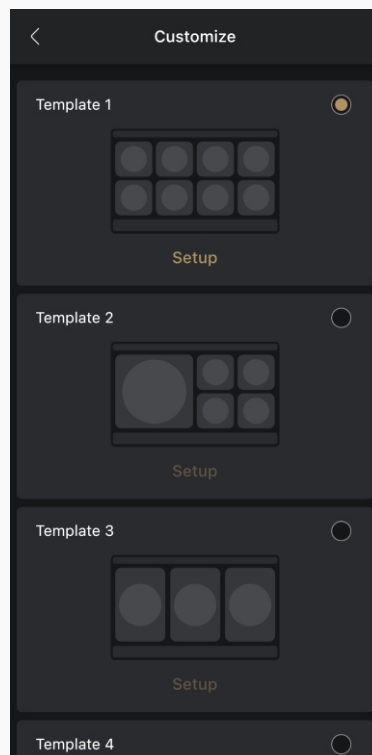 Customize
Template 1
Setup
Template 2
Setup
Template 3
Setup
Template 4